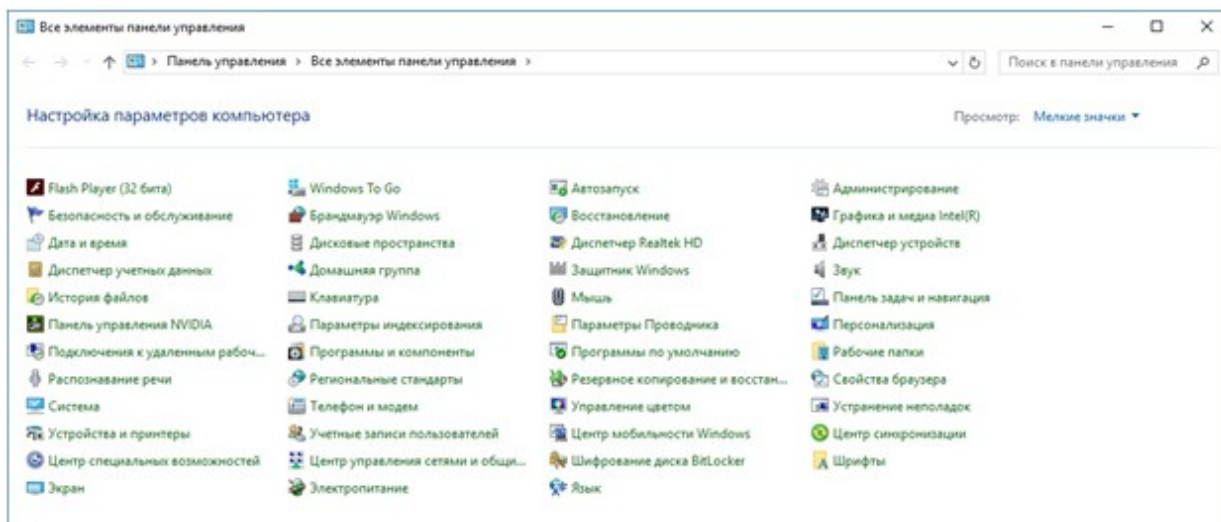 Все элементы панели управления
Панель управления > Все элементы панели управления >
Поиск в панели управления
Настройка параметров компьютера
Просмотр: Мелкие значки
Flash Player (32 бита) Windows To Go Автозапуск Администрирование
Безопасность и обслуживание Брандмауэр Windows Восстановление Графика и медиа Intel(R)
Дата и время Дисковые пространства Диспетчер Realtek HD Диспетчер устройств
Диспетчер учетных данных Домашняя группа Защитник Windows Звук
История файлов Клавиатура Мышь Панель задач и навигация
Панель управления NVIDIA Параметры индексирования Параметры Проводника Персонализация
Подключения к удаленным рабоч... Программы и компоненты Программы по умолчанию Рабочие папки
Распознавание речи Региональные стандарты Резервное копирование и восстан... Свойства браузера
Система Телефон и модем Управление цветом Устранение неполадок
Устройства и принтеры Учетные записи пользователей Центр мобильности Windows Центр синхронизации
Центр специальных возможностей Центр управления сетями и общи... Шифрование диска BitLocker Шрифты
Экран Электропитание Язык